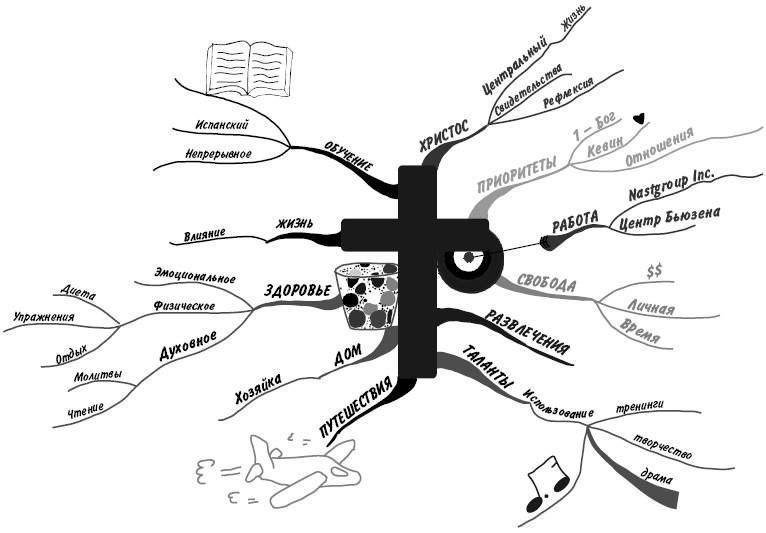 ХРИСТОС
Центральный
Жизнь
Свидетельства
Рефлексия
ПРИОРИТЕТЫ
1 – Бог
Кевин
Отношения
РАБОТА
Nastgroup Inc.
Центр Бьюзена
СВОБОДА
$$
Личная
Время
РАЗВЛЕЧЕНИЯ
ТАЛАНТЫ
Использование
тренинги
творчество
драма
ПУТЕШЕСТВИЯ
ДОМ
Хозяйка
ЗДОРОВЬЕ
Эмоциональное
Физическое
Диета
Упражнения
Отдых
Духовное
Молитвы
Чтение
ЖИЗНЬ
Влияние
ОБУЧЕНИЕ
Испанский
Непрерывное